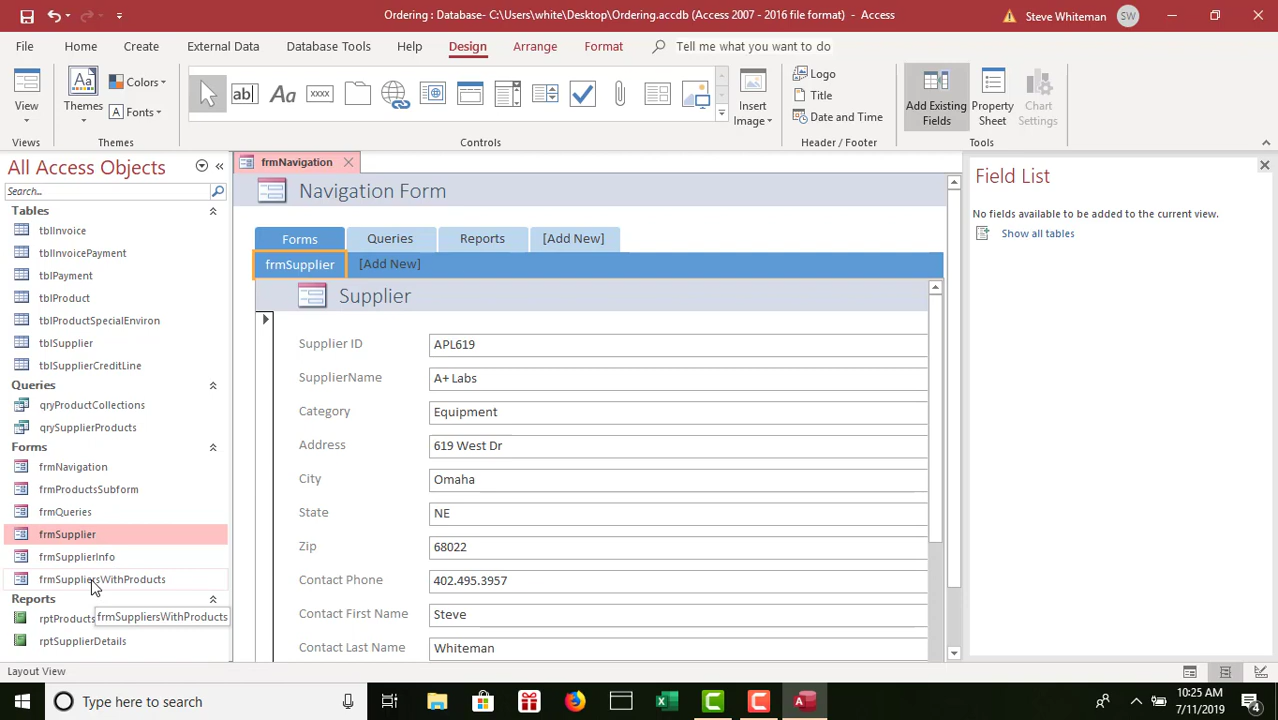 Ordering : Database- C:\Users\white\Desktop\Ordering.accdb (Access 2007 - 2016 file format) - Access
Steve Whiteman
SW
File
Home
Create
External Data
Database Tools
Help
Design
Arrange
Format
Tell me what you want to do
View
Themes
Colors
Fonts
Aa
ab
Aa
xxxx
Insert
Image
Logo
Title
Date and Time
Add Existing
Fields
Property
Sheet
Chart
Settings
Views
Themes
Controls
Header / Footer
Tools
All Access Objects
Search...
Tables
tblInvoice
tblInvoicePayment
tblPayment
tblProduct
tblProductSpecialEnviron
tblSupplier
tblSupplierCreditLine
Queries
qryProductCollections
qrySupplierProducts
Forms
frmNavigation
frmProductsSubform
frmQueries
frmSupplier
frmSupplierInfo
frmSuppliersWithProducts
Reports
rptProducts
frmSuppliersWithProducts
rptSupplierDetails
frmNavigation
Navigation Form
Forms
Queries
Reports
[Add New]
frmSupplier
[Add New]
Supplier
Supplier ID
APL619
SupplierName
A+ Labs
Category
Equipment
Address
619 West Dr
City
Omaha
State
NE
Zip
68022
Contact Phone
402.495.3957
Contact First Name
Steve
Contact Last Name
Whiteman
Field List
No fields available to be added to the current view.
Show all tables
Layout View
Type here to search
10:25 AM
7/11/2019
4